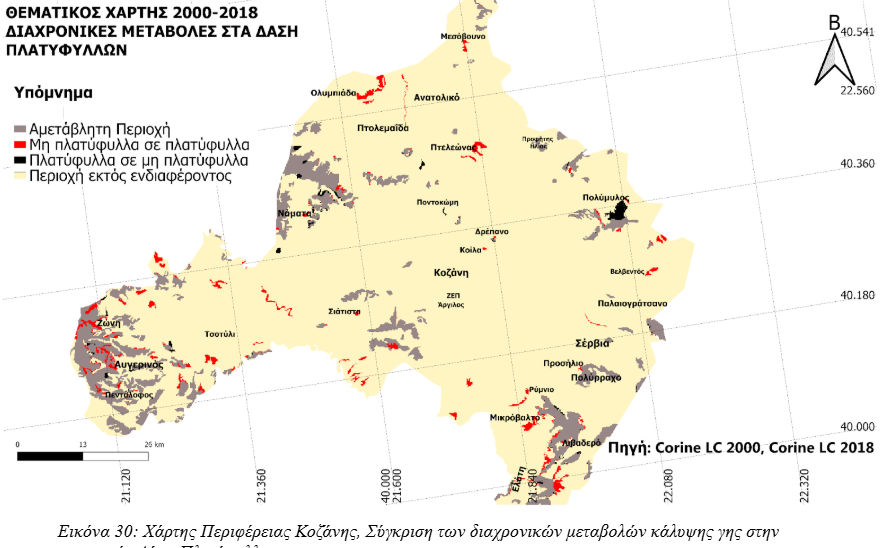 ΘΕΜΑΤΙΚΟΣ ΧΑΡΤΗΣ 2000-2018
ΔΙΑΧΡΟΝΙΚΕΣ ΜΕΤΑΒΟΛΕΣ ΣΤΑ ΔΑΣΗ
ΠΛΑΤΥΦΥΛΛΩΝ
Υπόμνημα
Αμετάβλητη Περιοχή
Μη πλατύφυλλα σε πλατύφυλλα
Πλατύφυλλα σε μη πλατύφυλλα
Περιοχή εκτός ενδιαφέροντος
Β
40.541
22.560
40.360
40.180
40.000
Μεσόβουνο
Ολυμπιάδα
Ανατολικό
Πτολεμαΐδα
Πτελεώνας
Προφήτης
Ηλίας
Νάματα
Ποντοκώμη
Πολύμυλος
Δρέπανο
Κοίλα
Κοζάνη
Βελβεντός
ΖΕΠ
Άργιλος
Παλαιογράτσανο
Σιάτιστα
Ζώνη
Τσοτύλι
Σέρβια
Αυγερινός
Προσήλιο
Πολύρραχο
Πεντάλοφος
Ρύμνιο
Μικρόβαλτο
Λιβαδερό
Ελάτη
Πηγή: Corine LC 2000, Corine LC 2018
0 13 26 km
21.120
21.360
40.000
21.600
21.840
22.080
22.320
Εικόνα 30: Χάρτης Περιφέρειας Κοζάνης, Σύγκριση των διαχρονικών μεταβολών κάλυψης γης στην